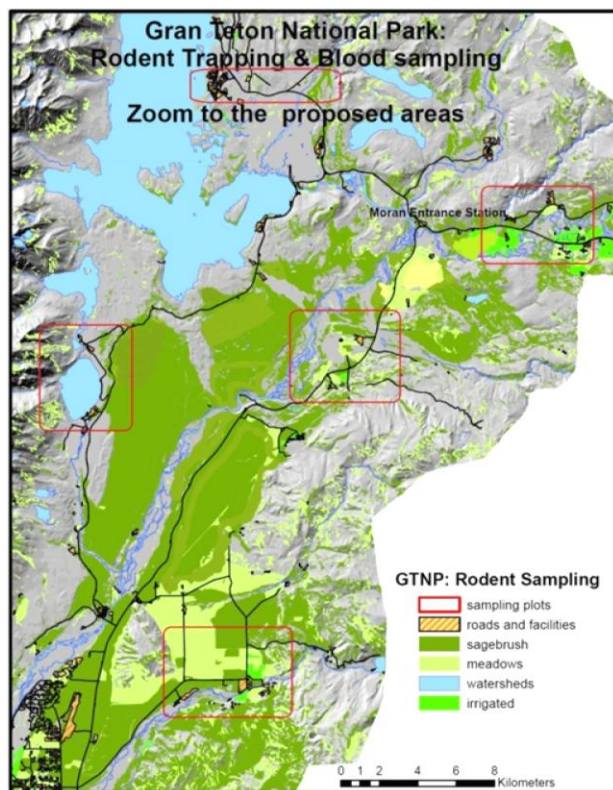 Gran Teton National Park:
Rodent Trapping & Blood sampling
Zoom to the proposed areas
Moran Entrance Station
GTNP: Rodent Sampling
sampling plots
roads and facilities
sagebrush
meadows
watersheds
irrigated
0 1 2 4 6 8
Kilometers